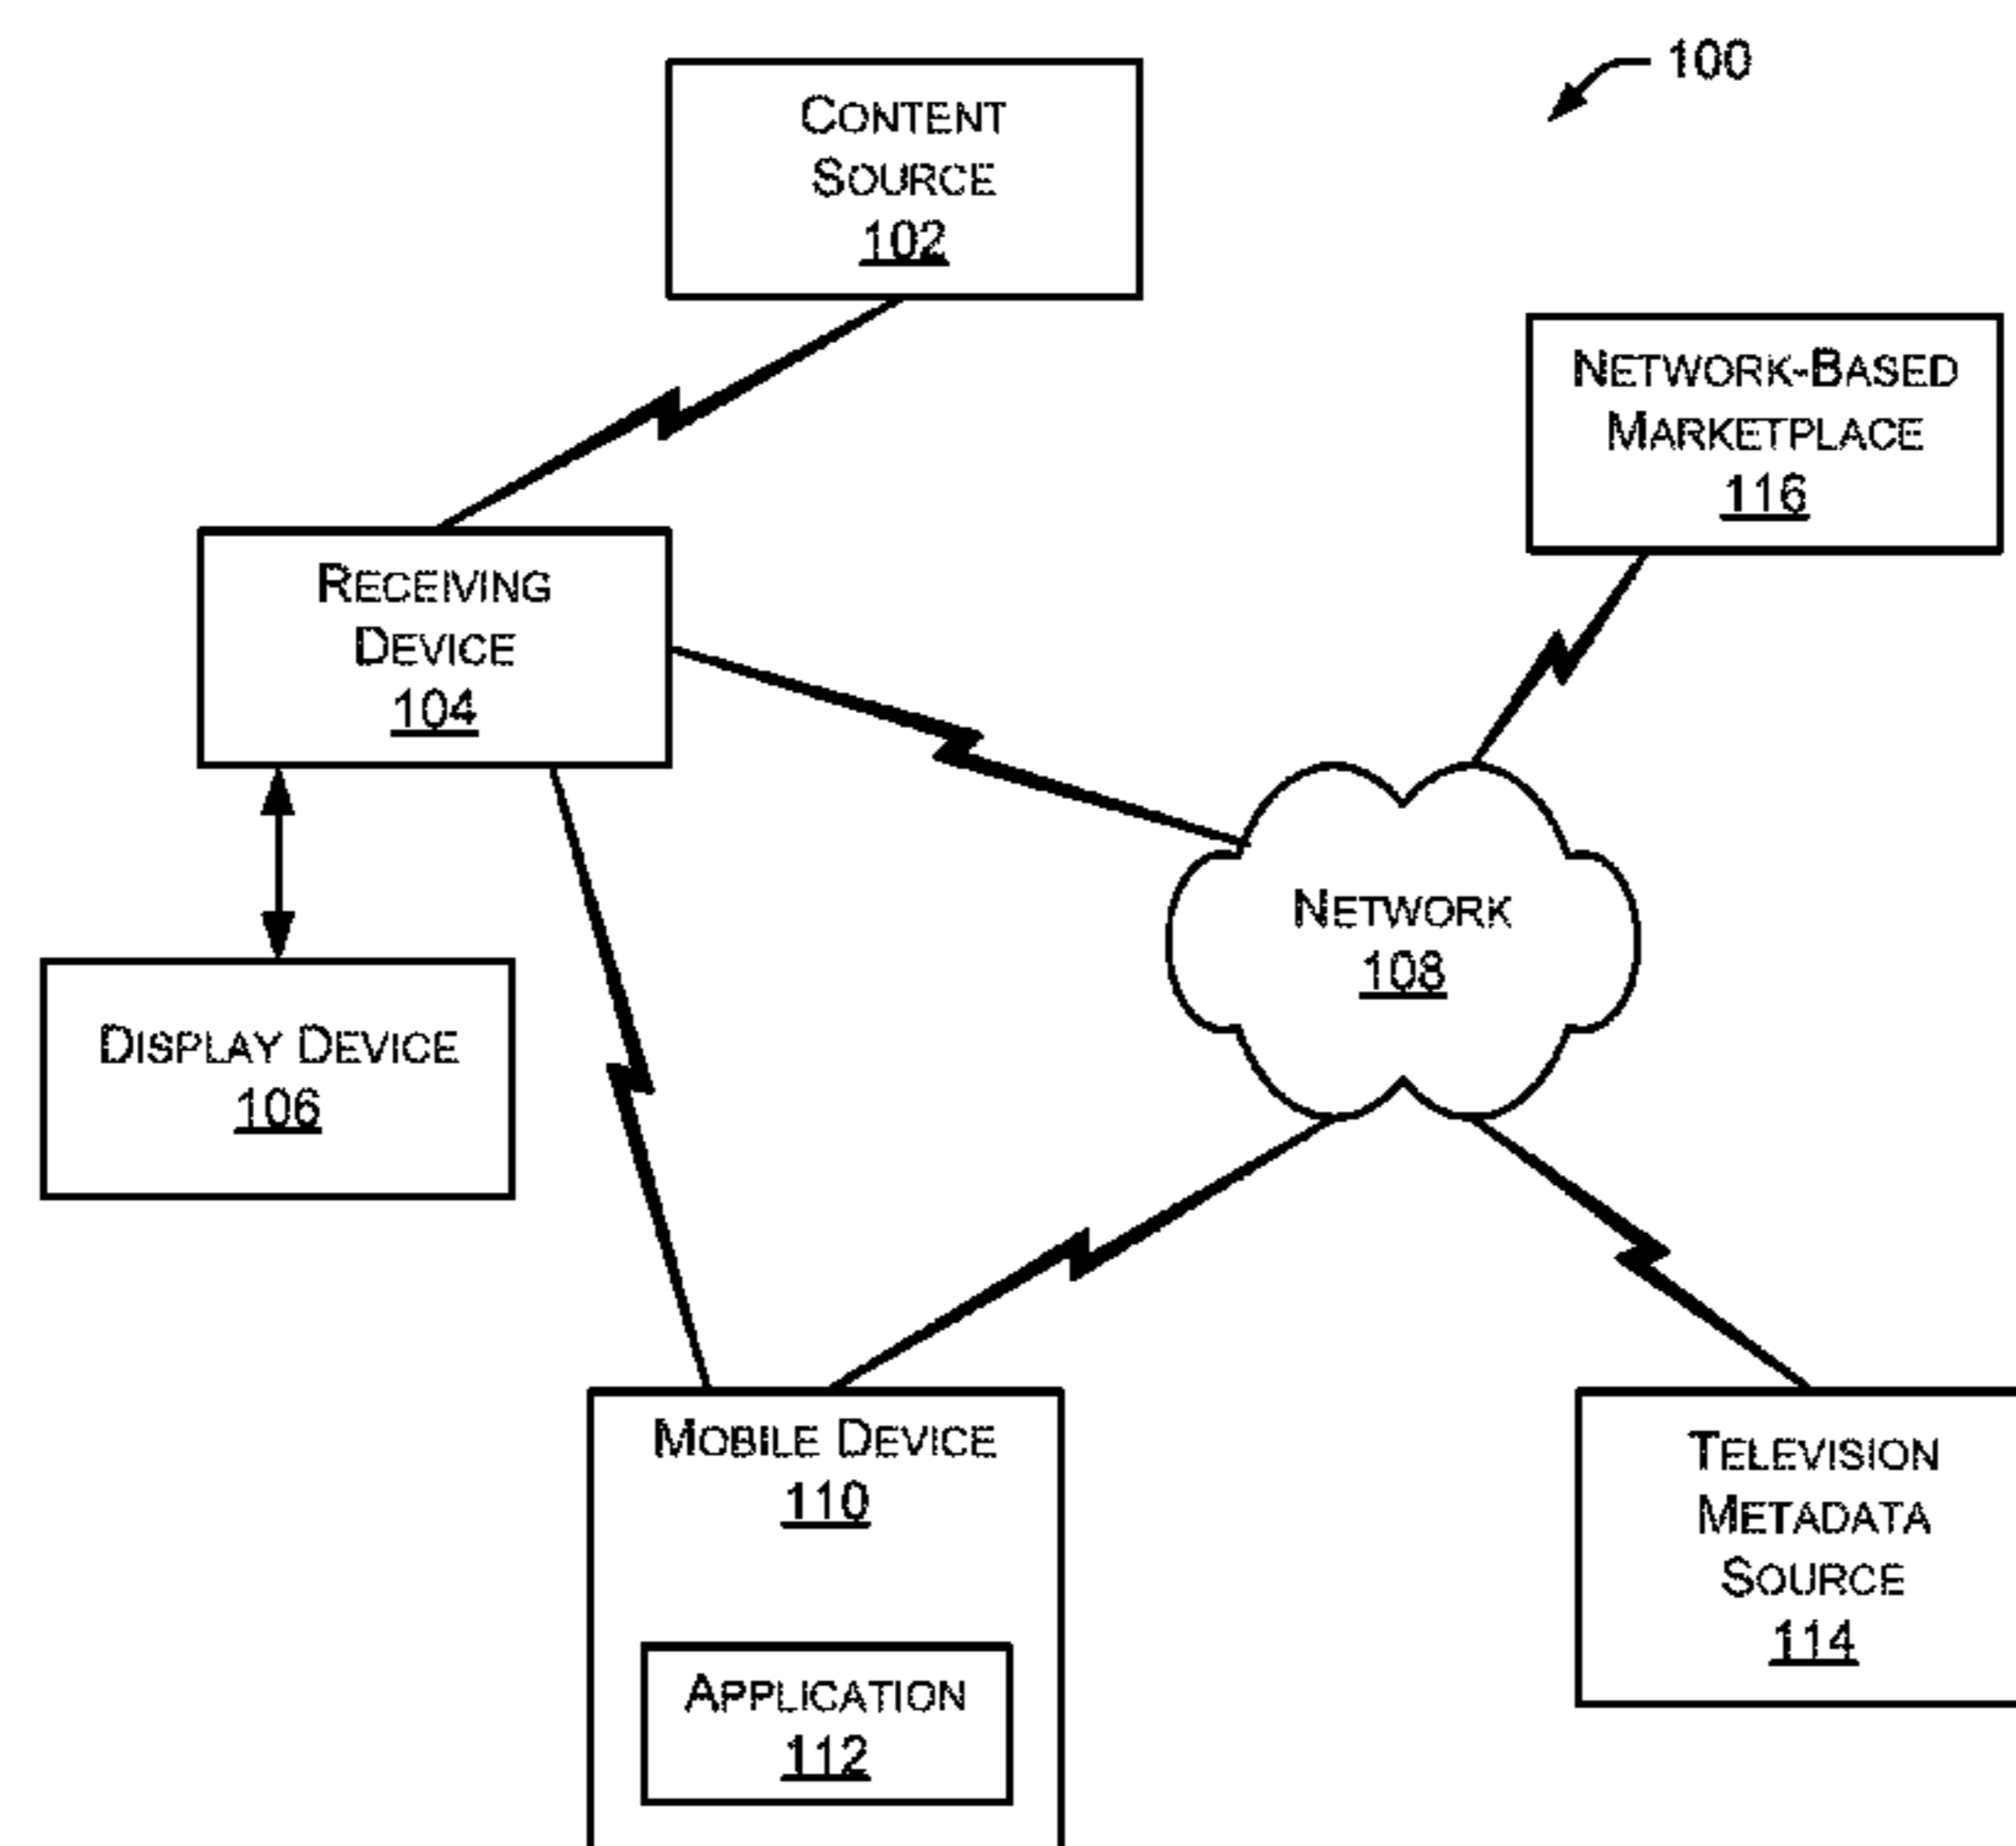 100
CONTENT
SOURCE
102
NETWORK-BASED
MARKETPLACE
116
RECEIVING
DEVICE
104
NETWORK
108
DISPLAY DEVICE
106
MOBILE DEVICE
110
APPLICATION
112
TELEVISION
METADATA
SOURCE
114